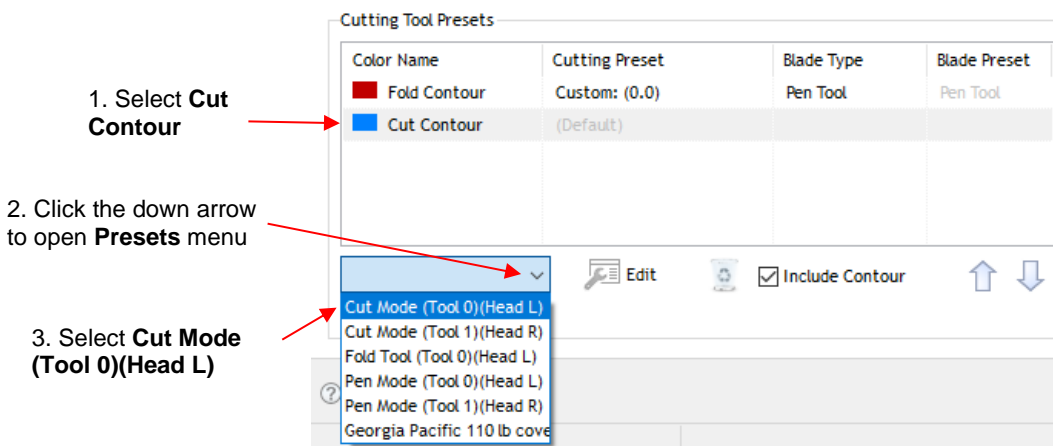 Cutting Tool Presets
Color Name Cutting Preset Blade Type Blade Preset
Fold Contour Custom: (0.0) Pen Tool Pen Tool
Cut Contour (Default)
1. Select Cut
Contour
2. Click the down arrow
to open Presets menu
Edit Include Contour
3. Select Cut Mode
(Tool 0)(Head L)
Cut Mode (Tool 0)(Head L)
Cut Mode (Tool 1)(Head R)
Fold Tool (Tool 0)(Head L)
Pen Mode (Tool 0)(Head L)
Pen Mode (Tool 1)(Head R)
Georgia Pacific 110 lb cove
?